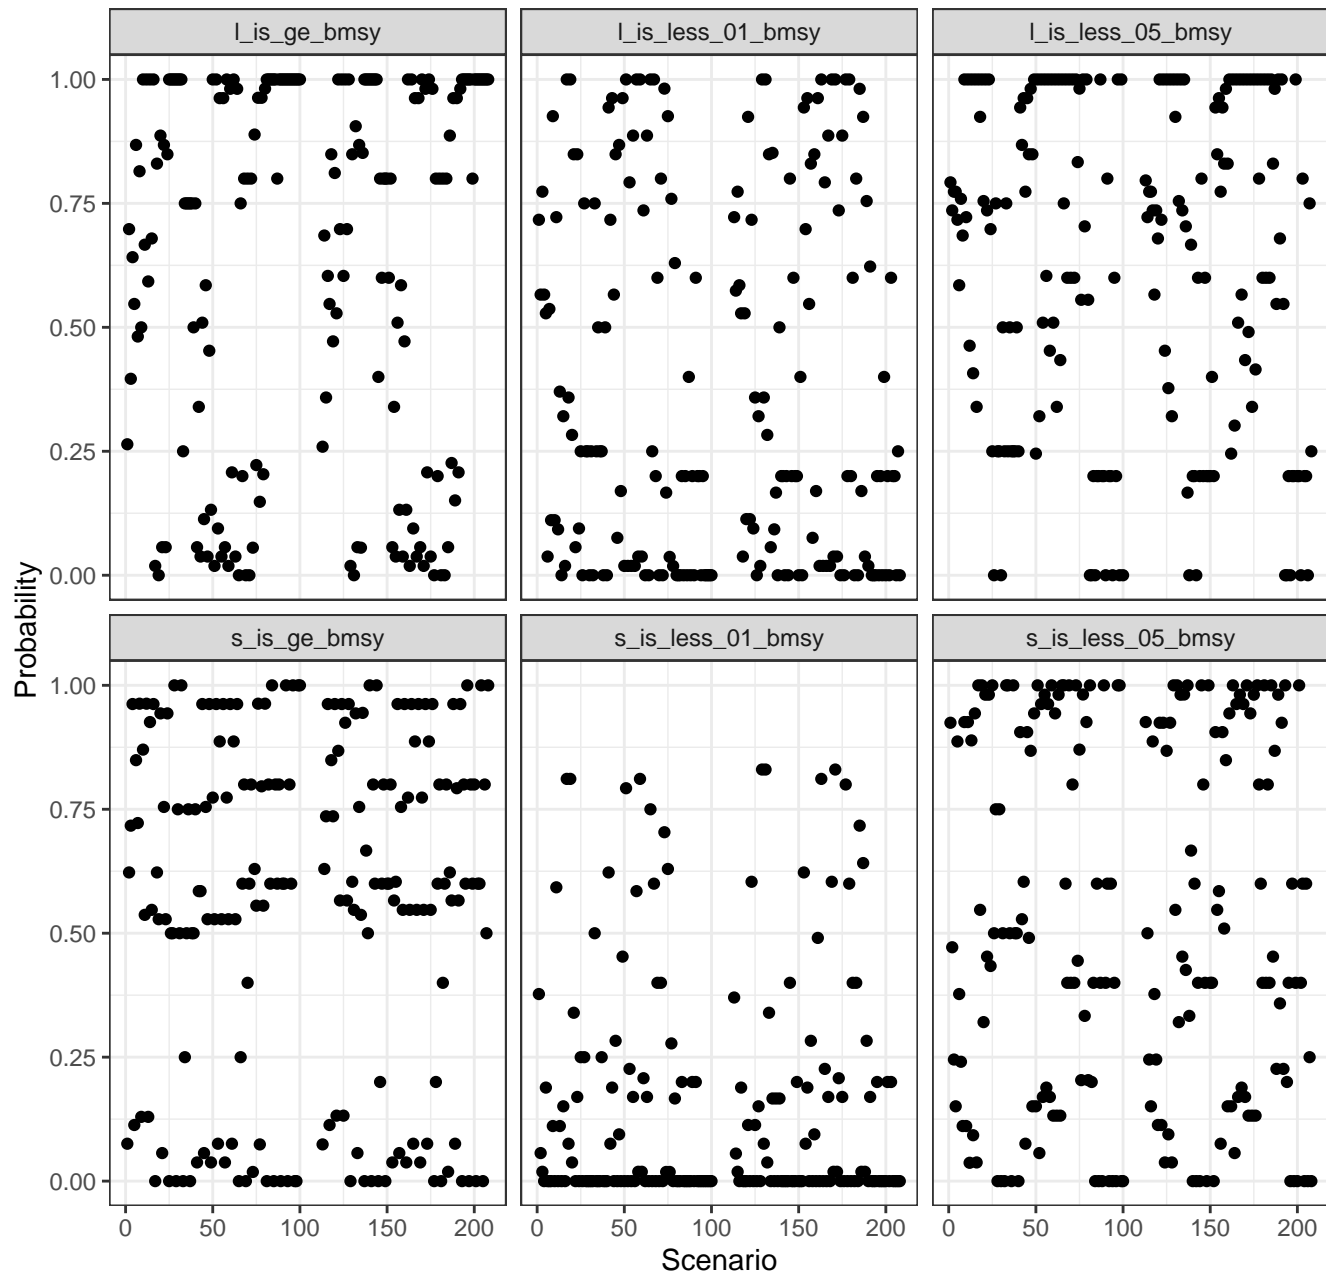 l_is_ge_bmsy
l_is_less_01_bmsy
l_is_less_05_bmsy
1.00
0.75
0.50
0.25
0.00
Probability
s_is_ge_bmsy
s_is_less_01_bmsy
s_is_less_05_bmsy
1.00
0.75
0.50
0.25
0.00
0 50 100 150 200 0 50 100 150 200 0 50 100 150 200
Scenario